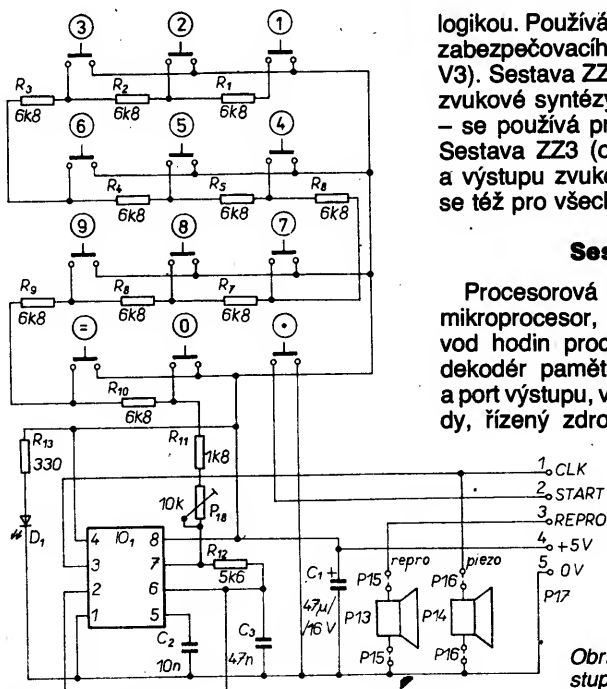 logikou. Používá
zabezpečovacího
V3). Sestava ZZ
zvukové syntézy
– se používá pr
Sestava ZZ3 (o
a výstupu zvuko
se též pro všech
Ses
Procesorová
mikroprocesor,
vod hodin proc
dekodér pamět
a port výstupu, v
dy, řízený zdro
3 2 1
R3 R2 R1
6k8 6k8 6k8
6 5 4
R4 R5 R6
6k8 6k8 6k8
9 8 7
R9 R8 R7
6k8 6k8 6k8
= 0 •
R10
6k8
R13 R11
330 1k8
10k P18
D1
IO1
4 8
3 7
2 6
1 5
R12
5k6
C2
10n
C3
47n
C1 +
47µ/
/16V
repro piezo
P15 P16
P13 P14
P15 P16
1 CLK
2 START
3 REPRO
4 +5V
5 0V
P17
Obr.
stup